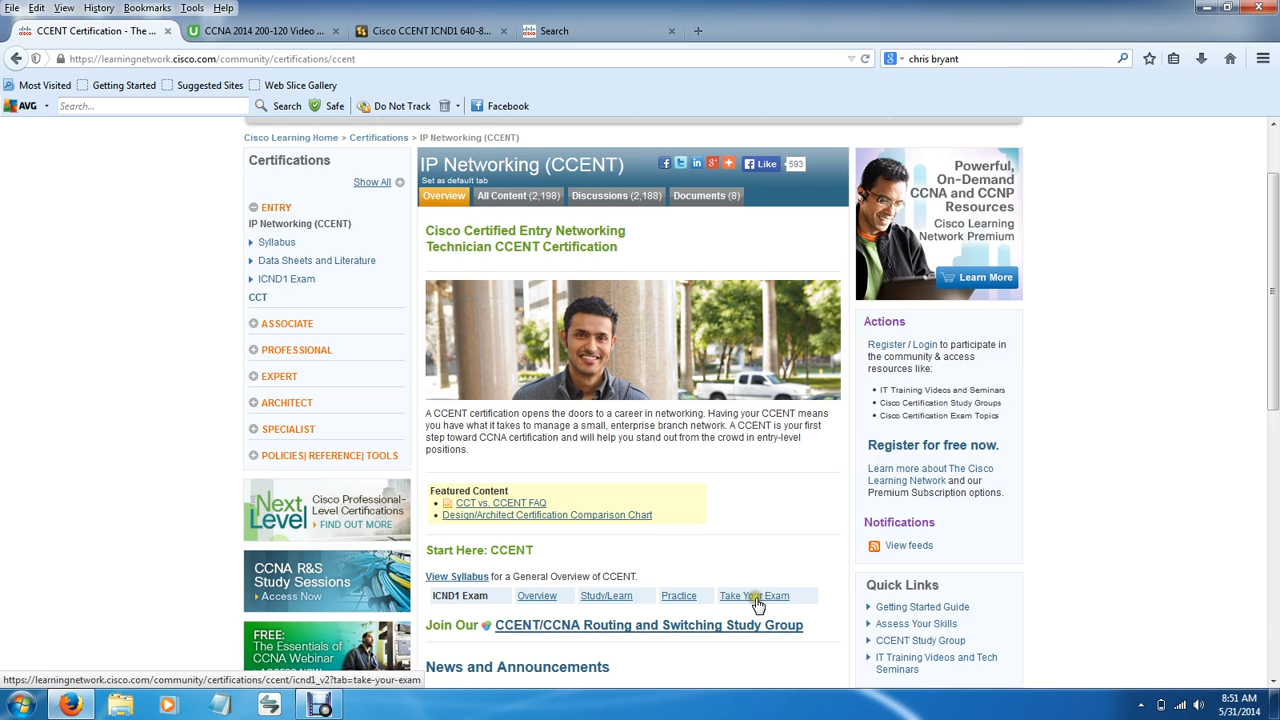 File Edit View History Bookmarks Tools Help
CCENT Certification - The ... × CCNA 2014 200-120 Video ... × Cisco CCENT ICND1 640-8... × Search × +
https://learningnetwork.cisco.com/community/certifications/ccent
chris bryant
Most Visited Getting Started Suggested Sites Web Slice Gallery
AVG Search... Search Safe Do Not Track Facebook
Cisco Learning Home > Certifications > IP Networking (CCENT)
Certifications
Show All
ENTRY
IP Networking (CCENT)
Syllabus
Data Sheets and Literature
ICND1 Exam
CCT
ASSOCIATE
PROFESSIONAL
EXPERT
ARCHITECT
SPECIALIST
POLICIES| REFERENCE| TOOLS
Next Level
Cisco Professional-
Level Certifications
FIND OUT MORE
CCNA R&S
Study Sessions
Access Now
FREE:
The Essentials of
CCNA Webinar
IP Networking (CCENT)
Like 593
Set as default tab
Overview All Content (2,198) Discussions (2,188) Documents (8)
Cisco Certified Entry Networking
Technician CCENT Certification
A CCENT certification opens the doors to a career in networking. Having your CCENT means
you have what it takes to manage a small, enterprise branch network. A CCENT is your first
step toward CCNA certification and will help you stand out from the crowd in entry-level
positions.
Featured Content
• CCT vs. CCENT FAQ
• Design/Architect Certification Comparison Chart
Start Here: CCENT
View Syllabus for a General Overview of CCENT.
ICND1 Exam Overview Study/Learn Practice Take Your Exam
Join Our CCENT/CCNA Routing and Switching Study Group
News and Announcements
Powerful,
On-Demand
CCNA and CCNP
Resources
Cisco Learning
Network Premium
Learn More
Actions
Register / Login to participate in
the community & access
resources like:
• IT Training Videos and Seminars
• Cisco Certification Study Groups
• Cisco Certification Exam Topics
Register for free now.
Learn more about The Cisco
Learning Network and our
Premium Subscription options.
Notifications
View feeds
Quick Links
Getting Started Guide
Assess Your Skills
CCENT Study Group
IT Training Videos and Tech
Seminars
https://learningnetwork.cisco.com/community/certifications/ccent/icnd1_v2?tab=take-your-exam
8:51 AM
5/31/2014